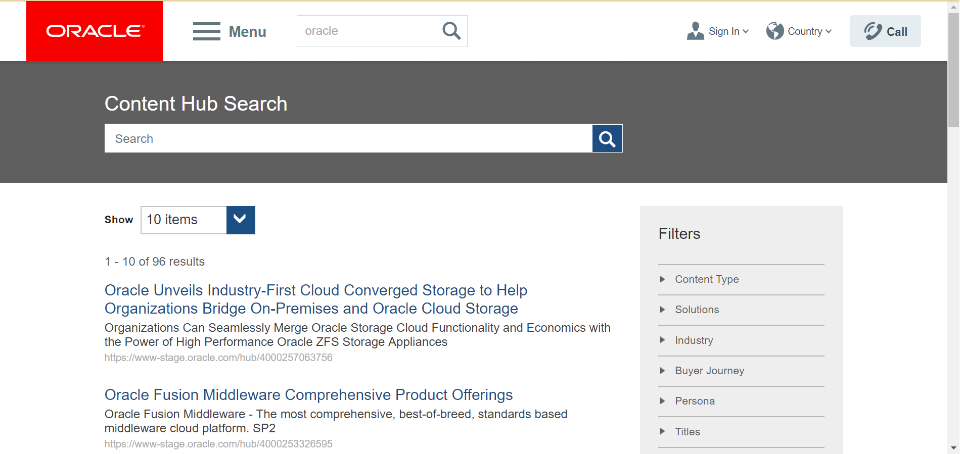 ORACLE®
Menu
oracle
Sign In
Country
Call
Content Hub Search
Search
Show
10 items
1 - 10 of 96 results
Oracle Unveils Industry-First Cloud Converged Storage to Help
Organizations Bridge On-Premises and Oracle Cloud Storage
Organizations Can Seamlessly Merge Oracle Storage Cloud Functionality and Economics with
the Power of High Performance Oracle ZFS Storage Appliances
https://www-stage.oracle.com/hub/4000257063756
Oracle Fusion Middleware Comprehensive Product Offerings
Oracle Fusion Middleware - The most comprehensive, best-of-breed, standards based
middleware cloud platform. SP2
https://www-stage.oracle.com/hub/4000253326595
Filters
Content Type
Solutions
Industry
Buyer Journey
Persona
Titles